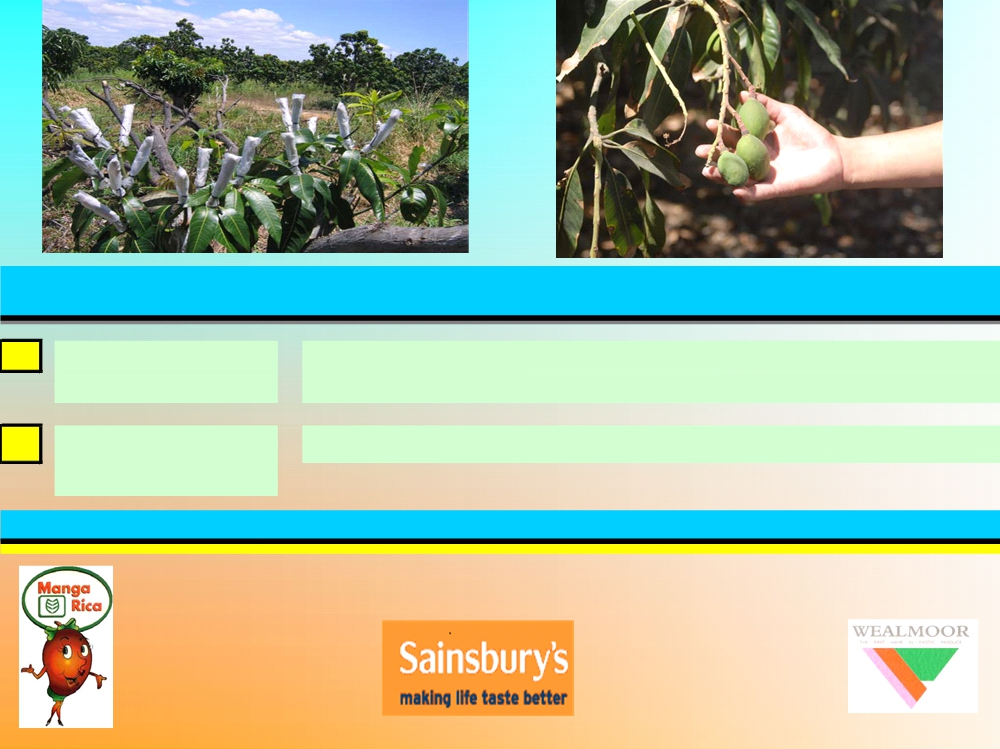 Manga
Rica
Sainsbury's
making life taste better
WEALMOOR